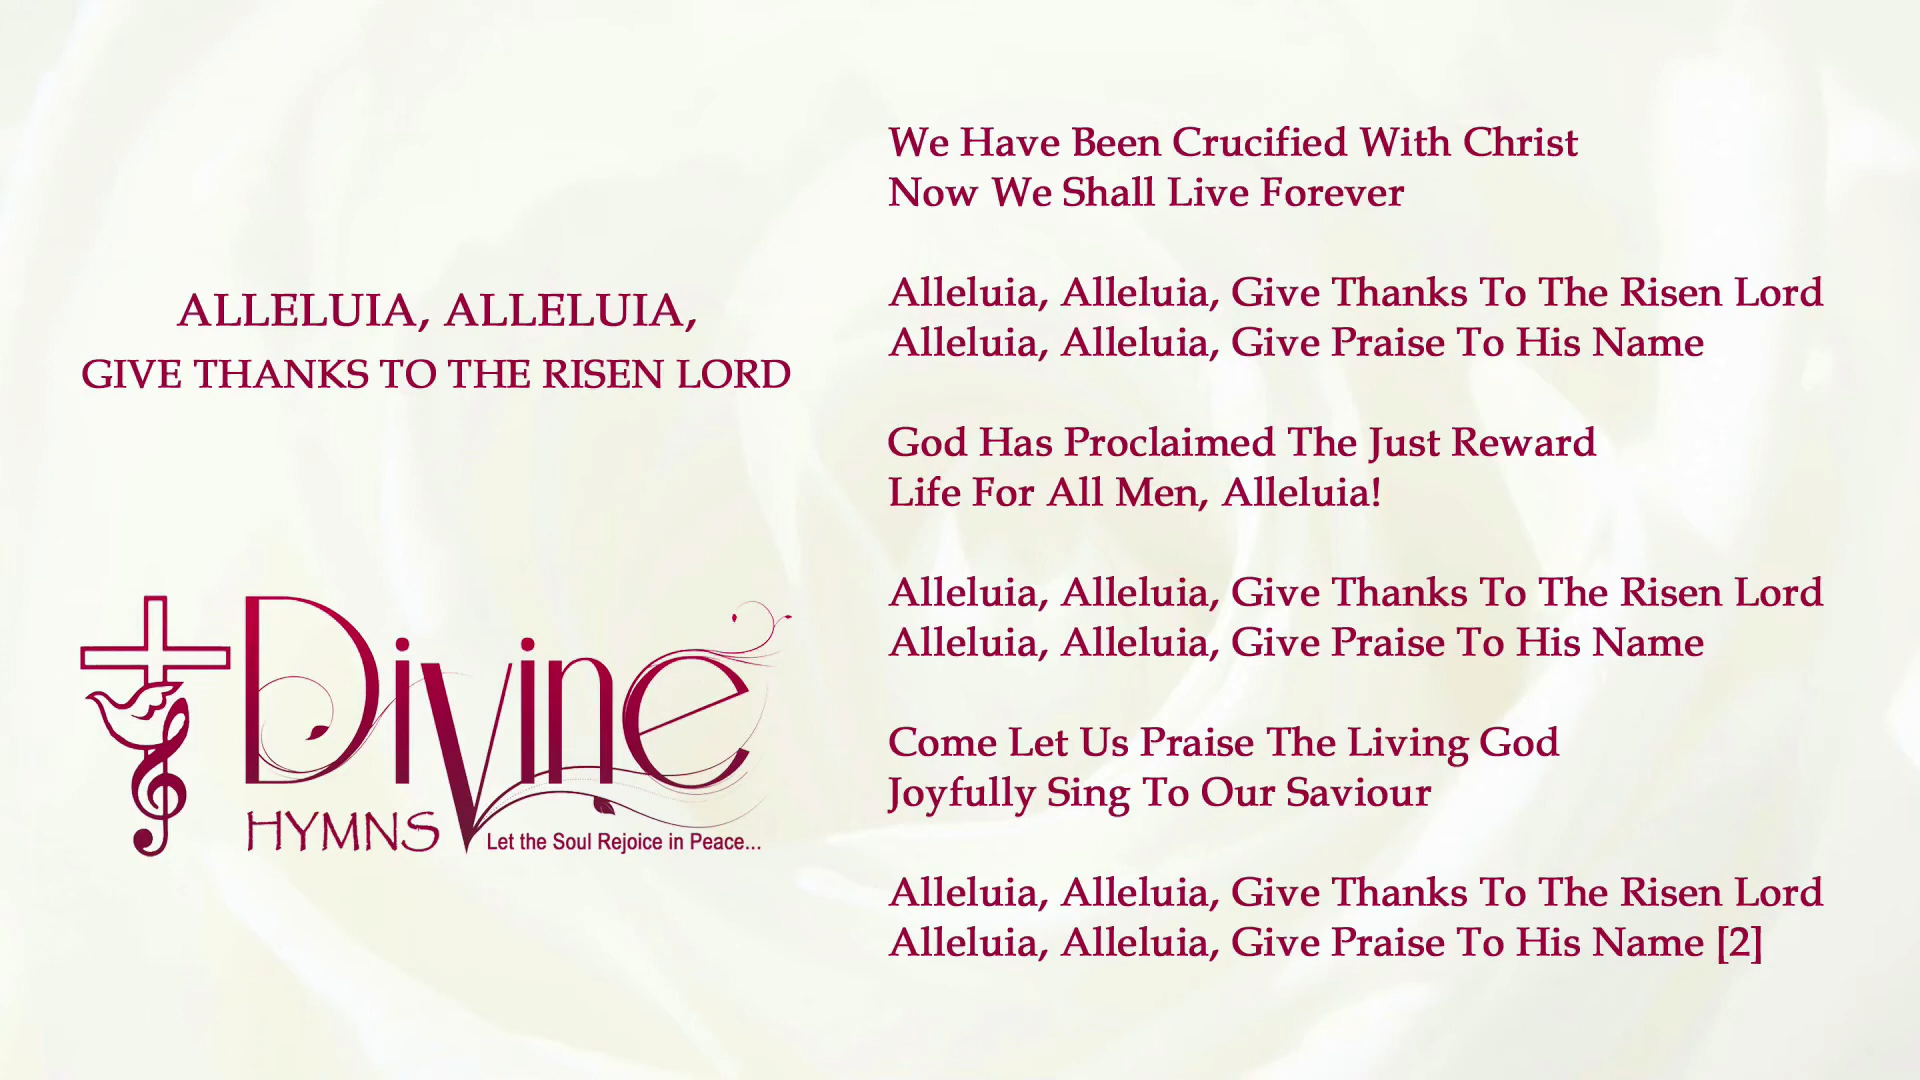 ALLELUIA, ALLELUIA,
GIVE THANKS TO THE RISEN LORD
Divine
HYMNS
Let the Soul Rejoice in Peace...
We Have Been Crucified With Christ
Now We Shall Live Forever
Alleluia, Alleluia, Give Thanks To The Risen Lord
Alleluia, Alleluia, Give Praise To His Name
God Has Proclaimed The Just Reward
Life For All Men, Alleluia!
Alleluia, Alleluia, Give Thanks To The Risen Lord
Alleluia, Alleluia, Give Praise To His Name
Come Let Us Praise The Living God
Joyfully Sing To Our Saviour
Alleluia, Alleluia, Give Thanks To The Risen Lord
Alleluia, Alleluia, Give Praise To His Name [2]